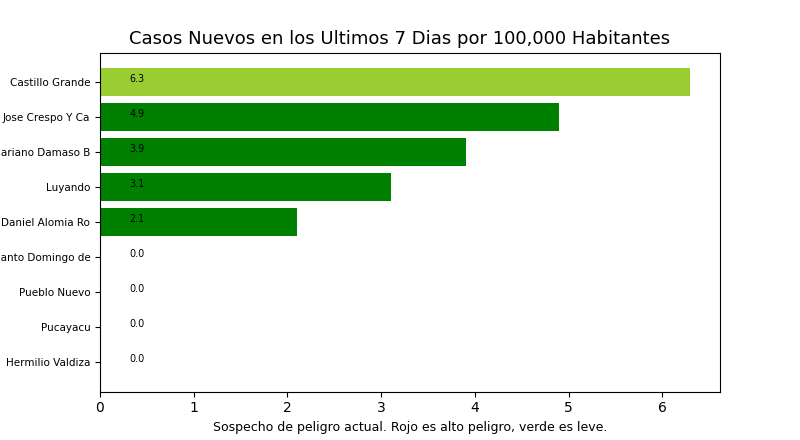 Casos Nuevos en los Ultimos 7 Dias por 100,000 Habitantes
Castillo Grande 6.3
Jose Crespo Y Ca 4.9
ariano Damaso B 3.9
Luyando 3.1
Daniel Alomia Ro 2.1
anto Domingo de 0.0
Pueblo Nuevo 0.0
Pucayacu 0.0
Hermilio Valdiza 0.0
0 1 2 3 4 5 6
Sospecho de peligro actual. Rojo es alto peligro, verde es leve.